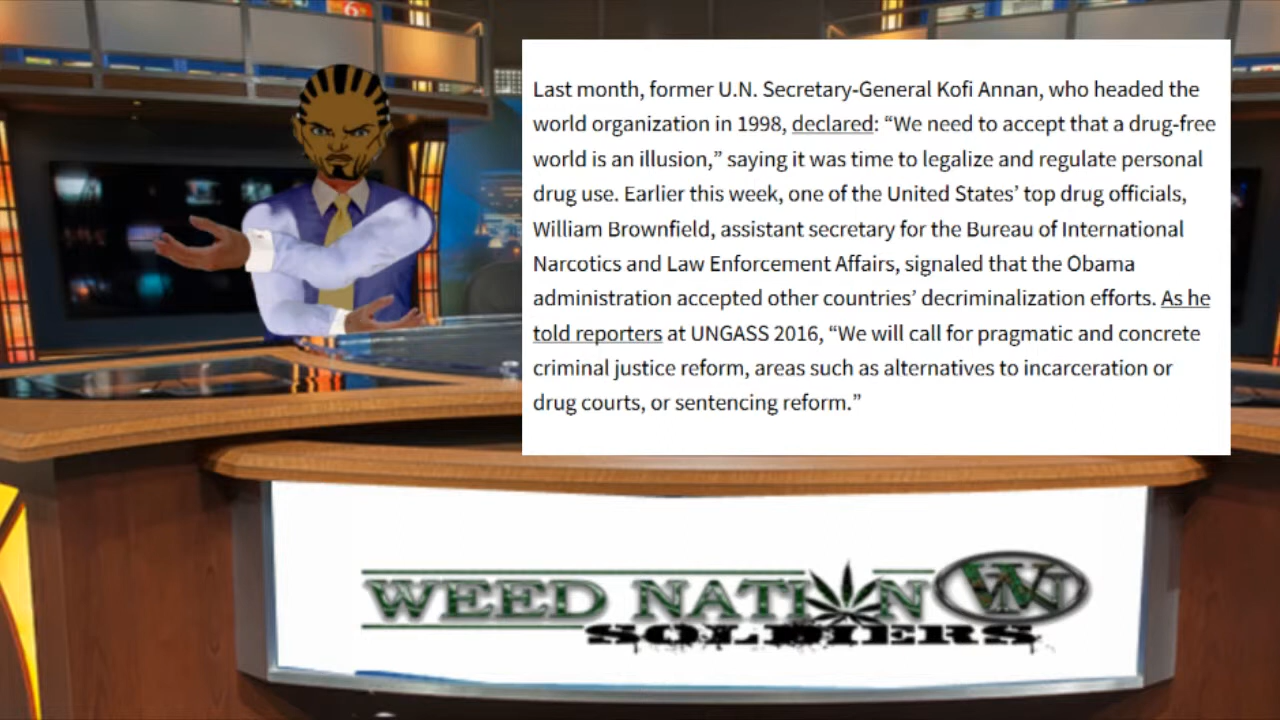 6
Last month, former U.N. Secretary-General Kofi Annan, who headed the
world organization in 1998, declared: “We need to accept that a drug-free
world is an illusion,” saying it was time to legalize and regulate personal
drug use. Earlier this week, one of the United States’ top drug officials,
William Brownfield, assistant secretary for the Bureau of International
Narcotics and Law Enforcement Affairs, signaled that the Obama
administration accepted other countries’ decriminalization efforts. As he
told reporters at UNGASS 2016, “We will call for pragmatic and concrete
criminal justice reform, areas such as alternatives to incarceration or
drug courts, or sentencing reform.”
WEED NATION WN
SOLDIERS